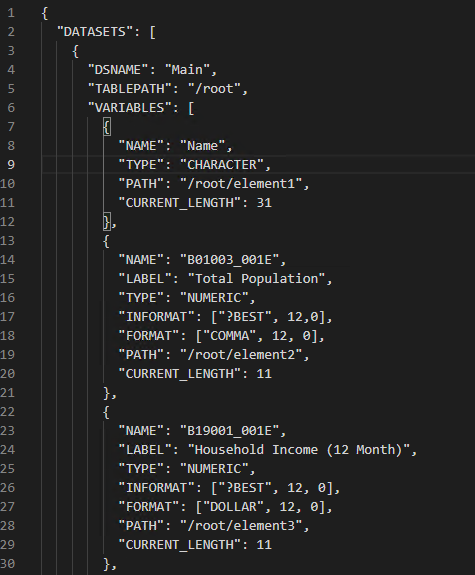 1 {
2 "DATASETS": [
3 {
4 "DSNAME": "Main",
5 "TABLEPATH": "/root",
6 "VARIABLES": [
7 {
8 "NAME": "Name",
9 "TYPE": "CHARACTER",
10 "PATH": "/root/element1",
11 "CURRENT_LENGTH": 31
12 },
13 {
14 "NAME": "B01003_001E",
15 "LABEL": "Total Population",
16 "TYPE": "NUMERIC",
17 "INFORMAT": ["?BEST", 12,0],
18 "FORMAT": ["COMMA", 12, 0],
19 "PATH": "/root/element2",
20 "CURRENT_LENGTH": 11
21 },
22 {
23 "NAME": "B19001_001E",
24 "LABEL": "Household Income (12 Month)",
25 "TYPE": "NUMERIC",
26 "INFORMAT": ["?BEST", 12, 0],
27 "FORMAT": ["DOLLAR", 12, 0],
28 "PATH": "/root/element3",
29 "CURRENT_LENGTH": 11
30 },